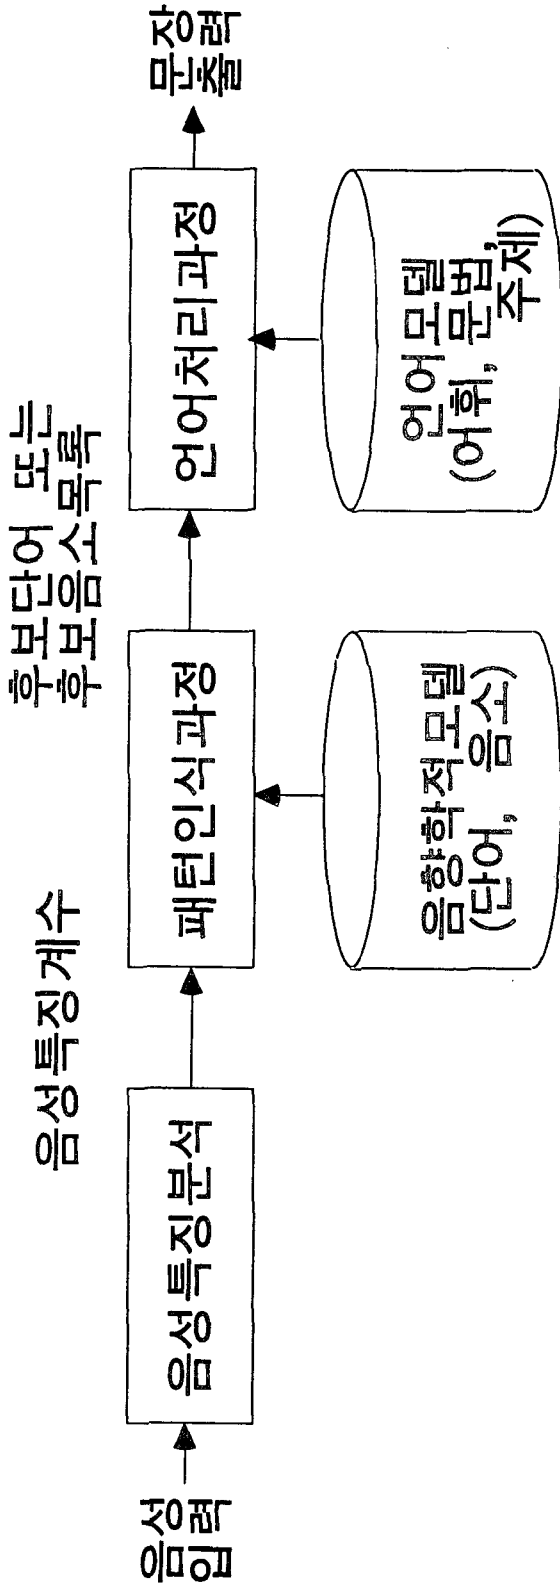 음성
입력
음성특징분석
음성특징계수
패턴인식과정
후보단어 또는
후보음소목록
언어처리과정
문장
출력
음향학적모델
(단어, 음소)
언어 모델
(어휘, 문법,
주제)